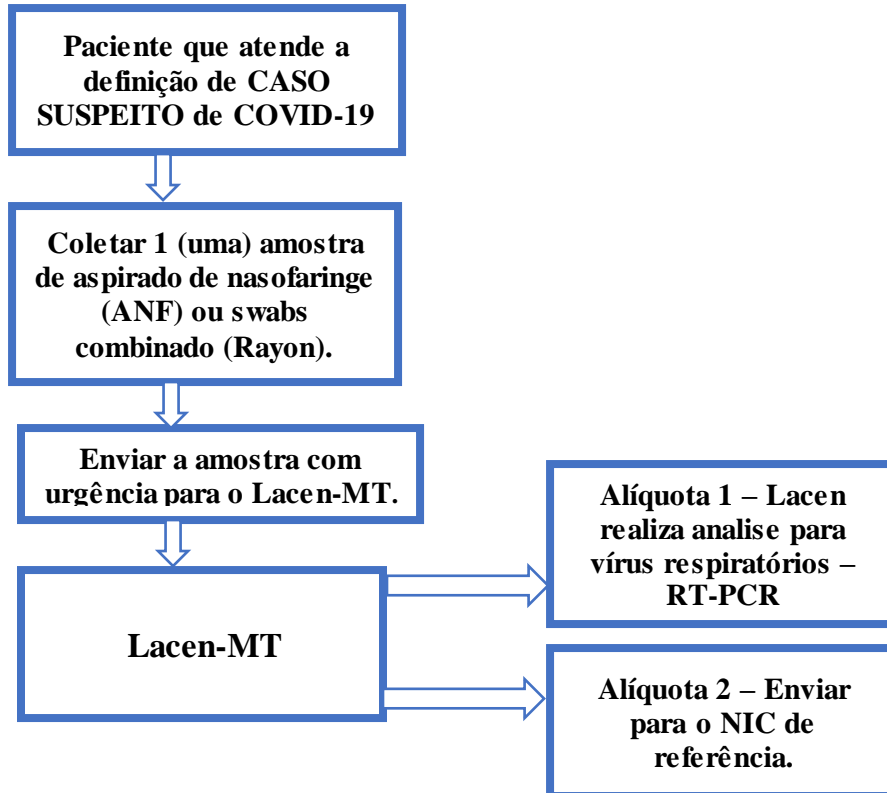 Paciente que atende a
definição de CASO
SUSPEITO de COVID-19
Coletar 1 (uma) amostra
de aspirado de nasofaringe
(ANF) ou swabs
combinado (Rayon).
Enviar a amostra com
urgência para o Lacen-MT.
Lacen-MT
Alíquota 1 – Lacen
realiza analise para
vírus respiratórios –
RT-PCR
Alíquota 2 – Enviar
para o NIC de
referência.